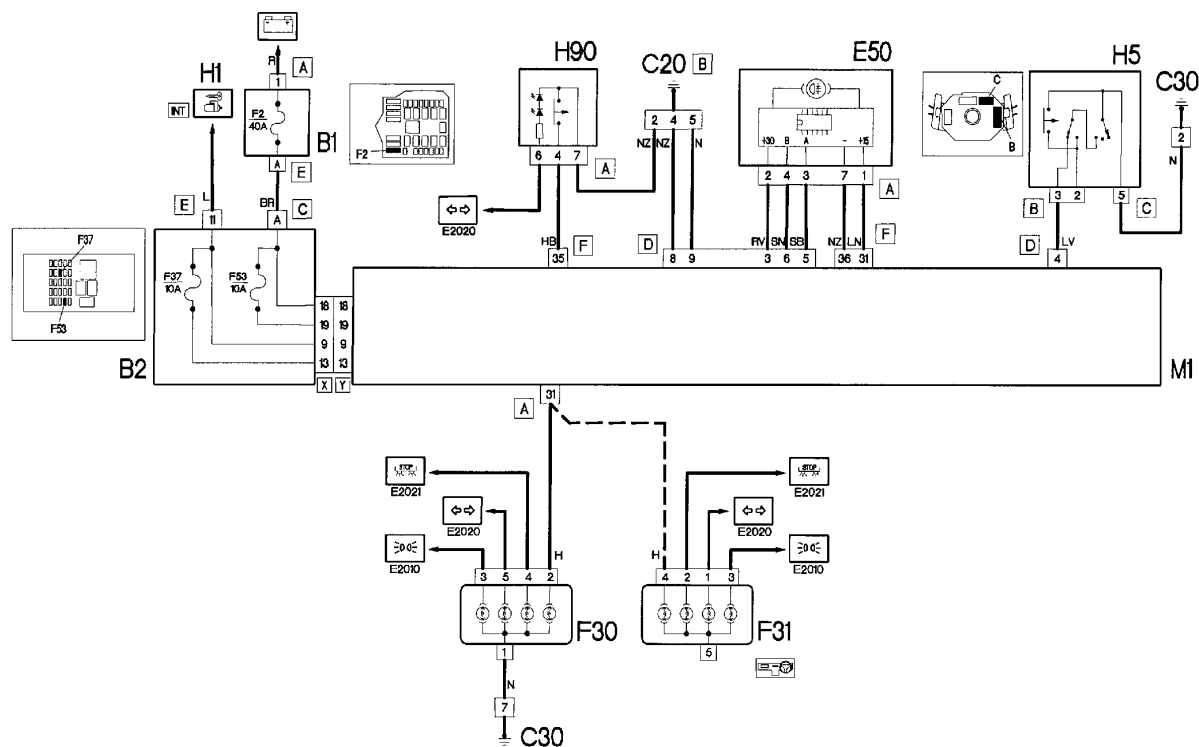 H1
INT
R
1
A
F2
40A
B1
A
E
BR
L
E
11
A
C
F2
H90
6 4 7
A
E2020
HB
35
F
C20
B
2 4 5
NZ NZ N
D
8 9
E50
+30 B A - +15
2 4 3 7 1
A
RV SN SB NZ LN
F
3 6 5 36 31
C
B
H5
3 2 5
B
C
D
LV
4
C30
2
N
F37
F53
F37
10A
F53
10A
B2
18 18
19 19
9 9
13 13
X Y
M1
A
31
STOP
E2021
E2020
E2010
H
3 5 4 2
F30
1
N
7
C30
STOP
E2021
E2020
E2010
H
4 2 1 3
F31
5